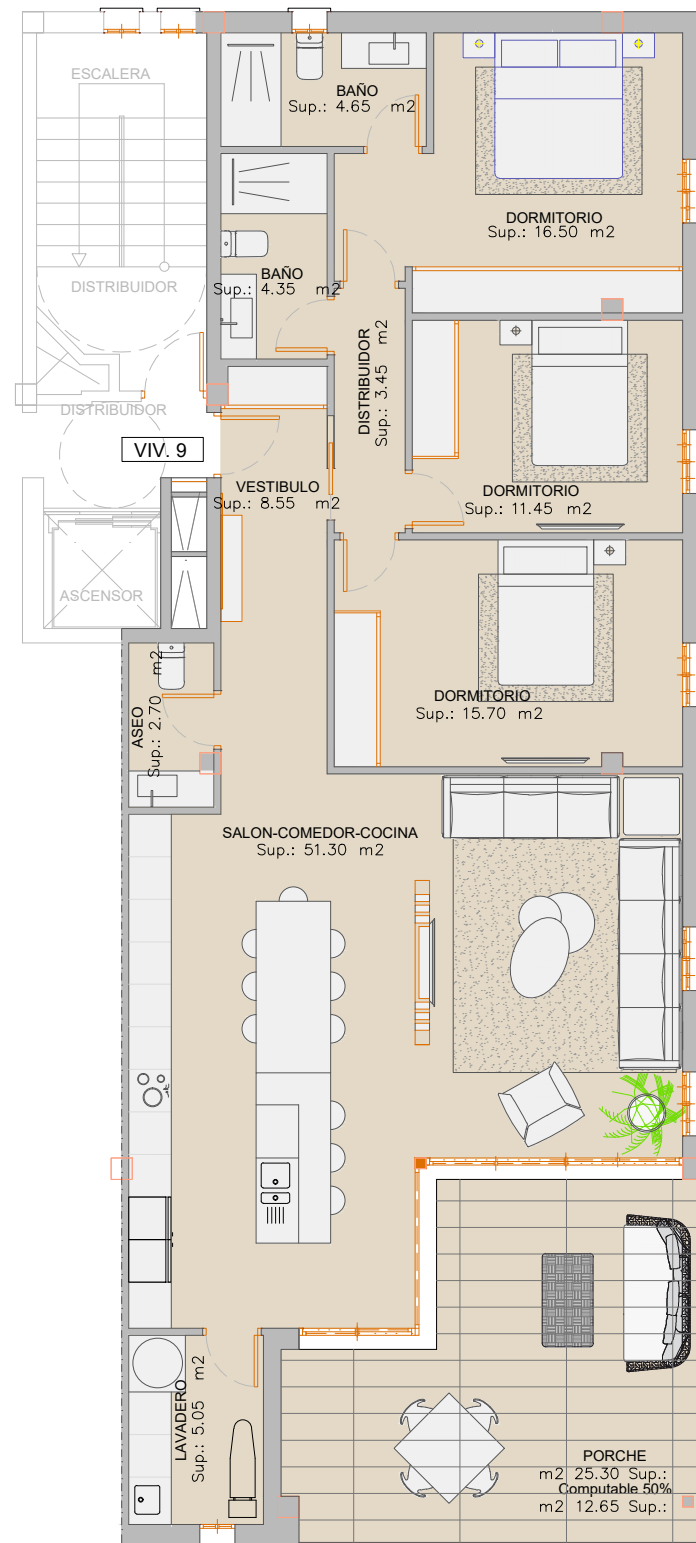 ESCALERA
BAÑO
Sup.: 4.65 m2
DORMITORIO
Sup.: 16.50 m2
BAÑO
Sup.: 4.35 m2
DISTRIBUIDOR
DISTRIBUIDOR
Sup.: 3.45 m2
DISTRIBUIDOR
VIV. 9
VESTIBULO
Sup.: 8.55 m2
DORMITORIO
Sup.: 11.45 m2
ASCENSOR
ASEO
Sup.: 2.70 m2
DORMITORIO
Sup.: 15.70 m2
SALON-COMEDOR-COCINA
Sup.: 51.30 m2
LAVADERO
Sup.: 5.05 m2
PORCHE
m2 25.30 Sup.:
Computable 50%
m2 12.65 Sup.: